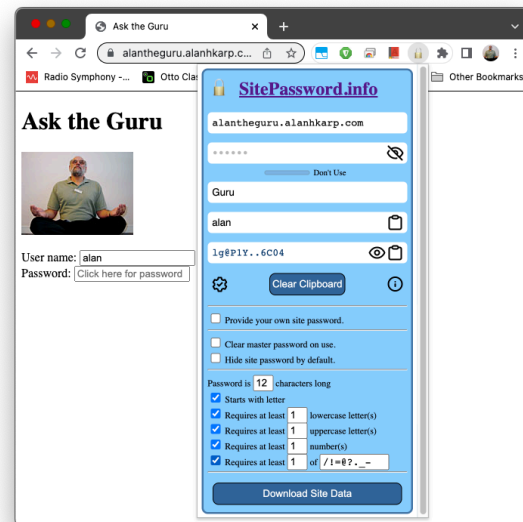 Ask the Guru
alantheguru.alanhkarp.c...
Radio Symphony -...
Otto Clas
Other Bookmarks
Ask the Guru
User name: alan
Password: Click here for password
SitePassword.info
alantheguru.alanhkarp.com
Don't Use
Guru
alan
lg@P1Y..6C04
Clear Clipboard
Provide your own site password.
Clear master password on use.
Hide site password by default.
Password is 12 characters long
Starts with letter
Requires at least 1 lowercase letter(s)
Requires at least 1 uppercase letter(s)
Requires at least 1 number(s)
Requires at least 1 of /!=@?._-
Download Site Data